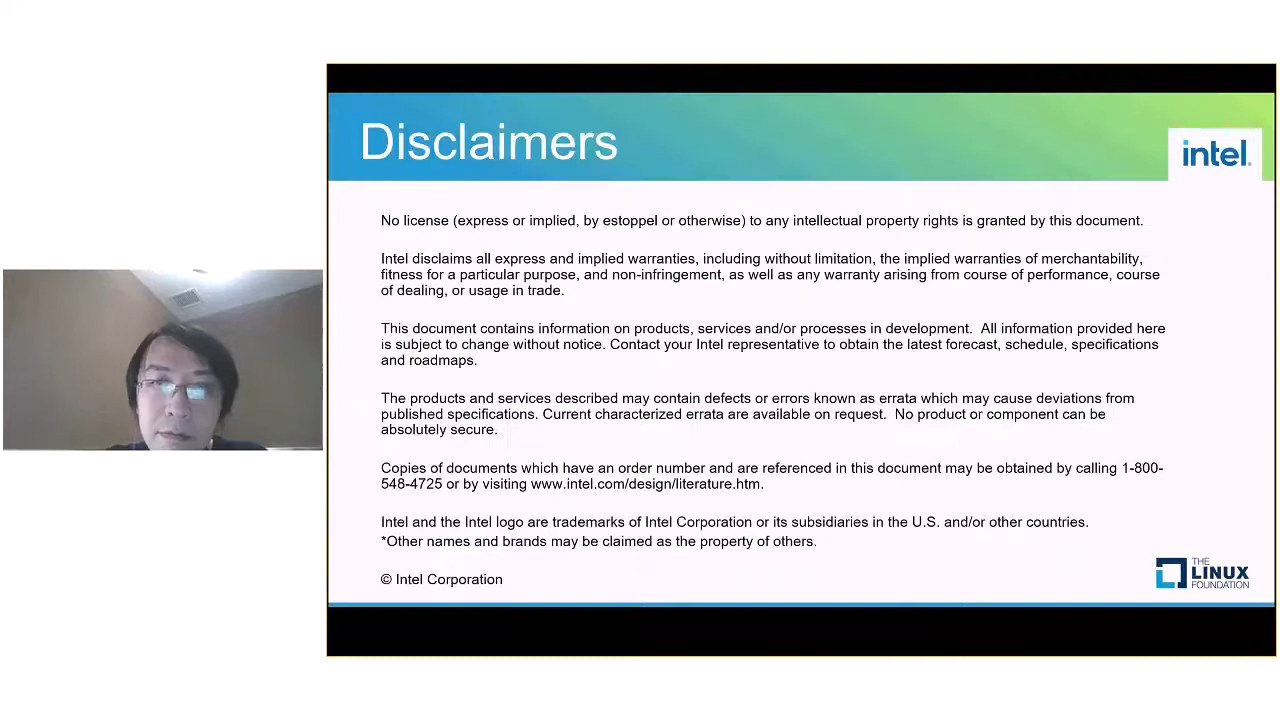 Disclaimers
intel.
No license (express or implied, by estoppel or otherwise) to any intellectual property rights is granted by this document.
Intel disclaims all express and implied warranties, including without limitation, the implied warranties of merchantability,
fitness for a particular purpose, and non-infringement, as well as any warranty arising from course of performance, course
of dealing, or usage in trade.
This document contains information on products, services and/or processes in development.  All information provided here
is subject to change without notice. Contact your Intel representative to obtain the latest forecast, schedule, specifications
and roadmaps.
The products and services described may contain defects or errors known as errata which may cause deviations from
published specifications. Current characterized errata are available on request.  No product or component can be
absolutely secure.
Copies of documents which have an order number and are referenced in this document may be obtained by calling 1-800-
548-4725 or by visiting www.intel.com/design/literature.htm.
Intel and the Intel logo are trademarks of Intel Corporation or its subsidiaries in the U.S. and/or other countries.
*Other names and brands may be claimed as the property of others.
© Intel Corporation
THE
LINUX
FOUNDATION